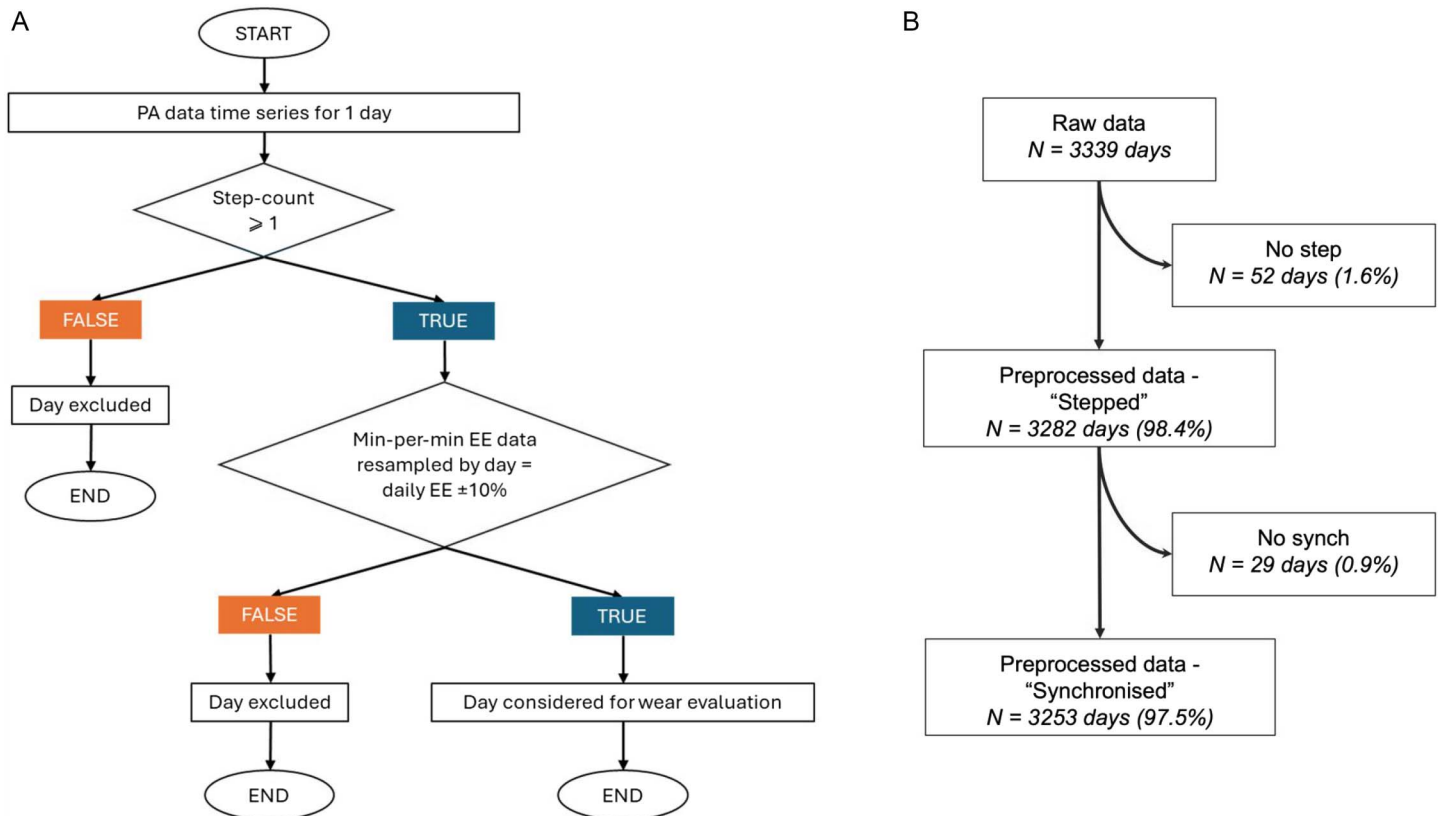 A
START
PA data time series for 1 day
Step-count
⩾ 1
FALSE
TRUE
Day excluded
END
Min-per-min EE data
resampled by day =
daily EE ±10%
FALSE
TRUE
Day excluded
Day considered for wear evaluation
END
END
B
Raw data
N = 3339 days
No step
N = 52 days (1.6%)
Preprocessed data -
“Stepped”
N = 3282 days (98.4%)
No synch
N = 29 days (0.9%)
Preprocessed data -
“Synchronised”
N = 3253 days (97.5%)